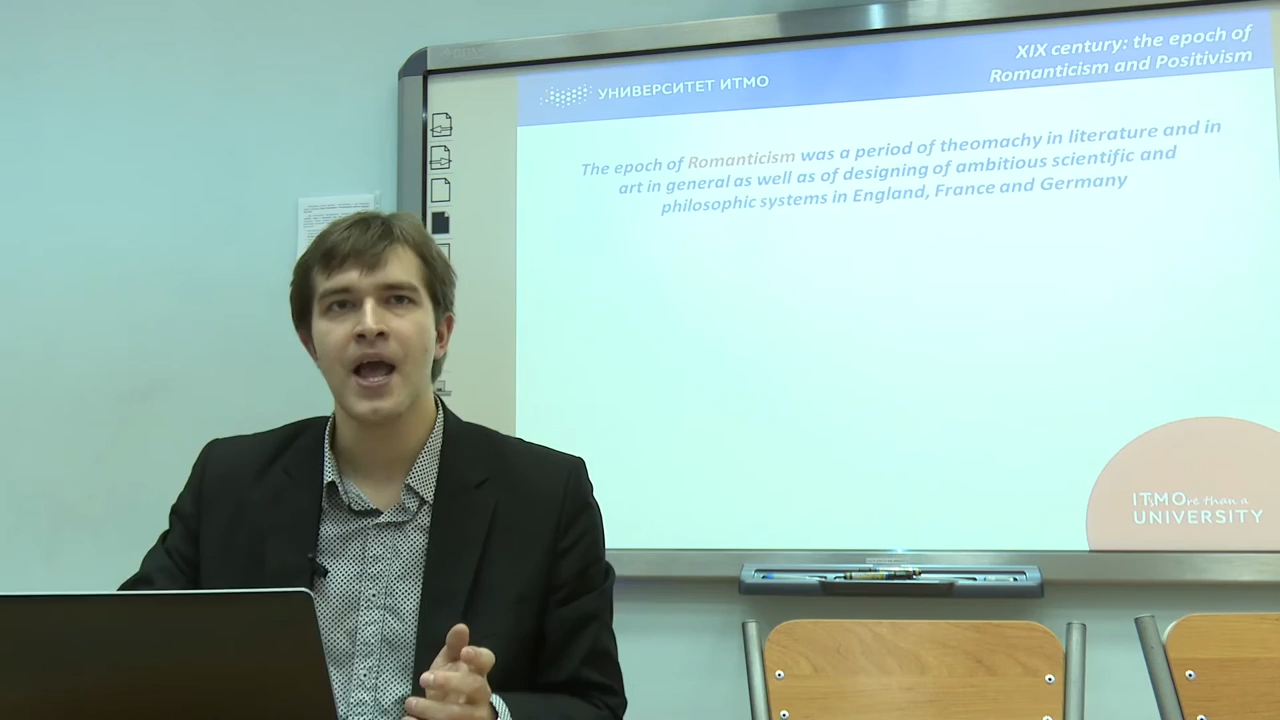 XIX century: the epoch of
Romanticism and Positivism
УНИВЕРСИТЕТ ИТМО
The epoch of Romanticism was a period of theomachy in literature and in
art in general as well as of designing of ambitious scientific and
philosophic systems in England, France and Germany
ITsMOre than a
UNIVERSITY